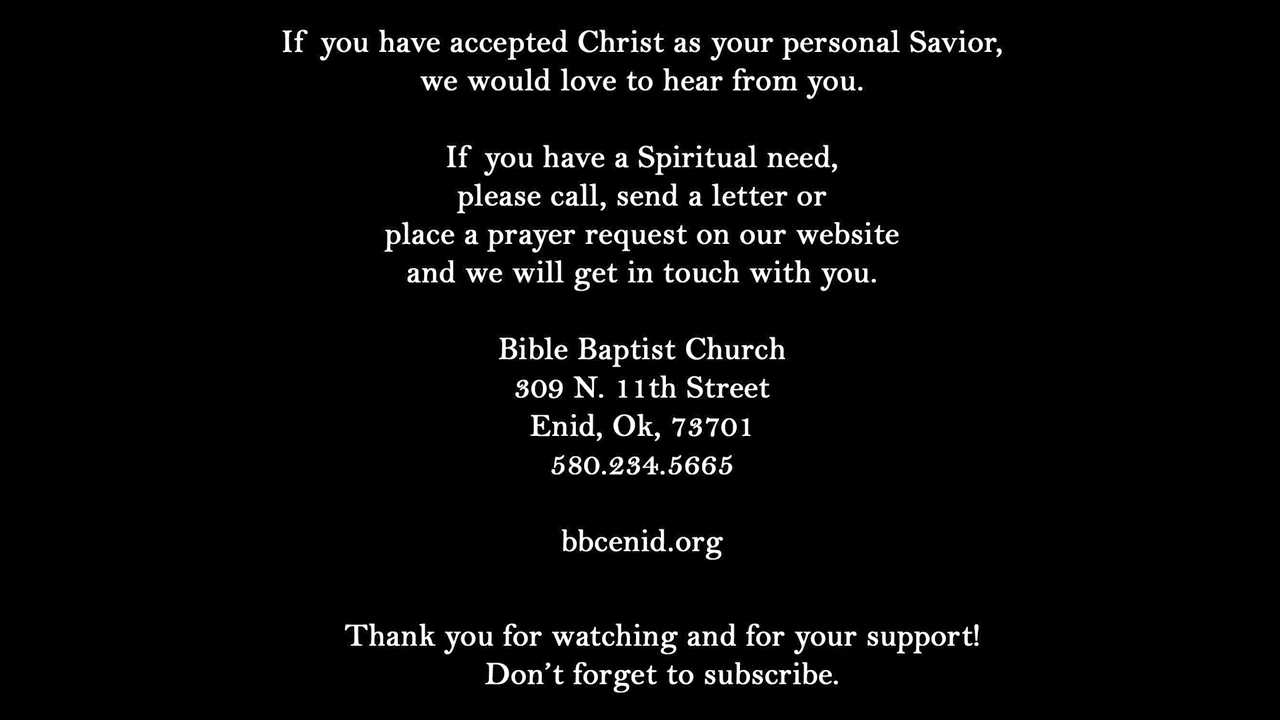 If you have accepted Christ as your personal Savior,
we would love to hear from you.
If you have a Spiritual need,
please call, send a letter or
place a prayer request on our website
and we will get in touch with you.
Bible Baptist Church
309 N. 11th Street
Enid, Ok, 73701
580.234.5665
bbcenid.org
Thank you for watching and for your support!
Don’t forget to subscribe.